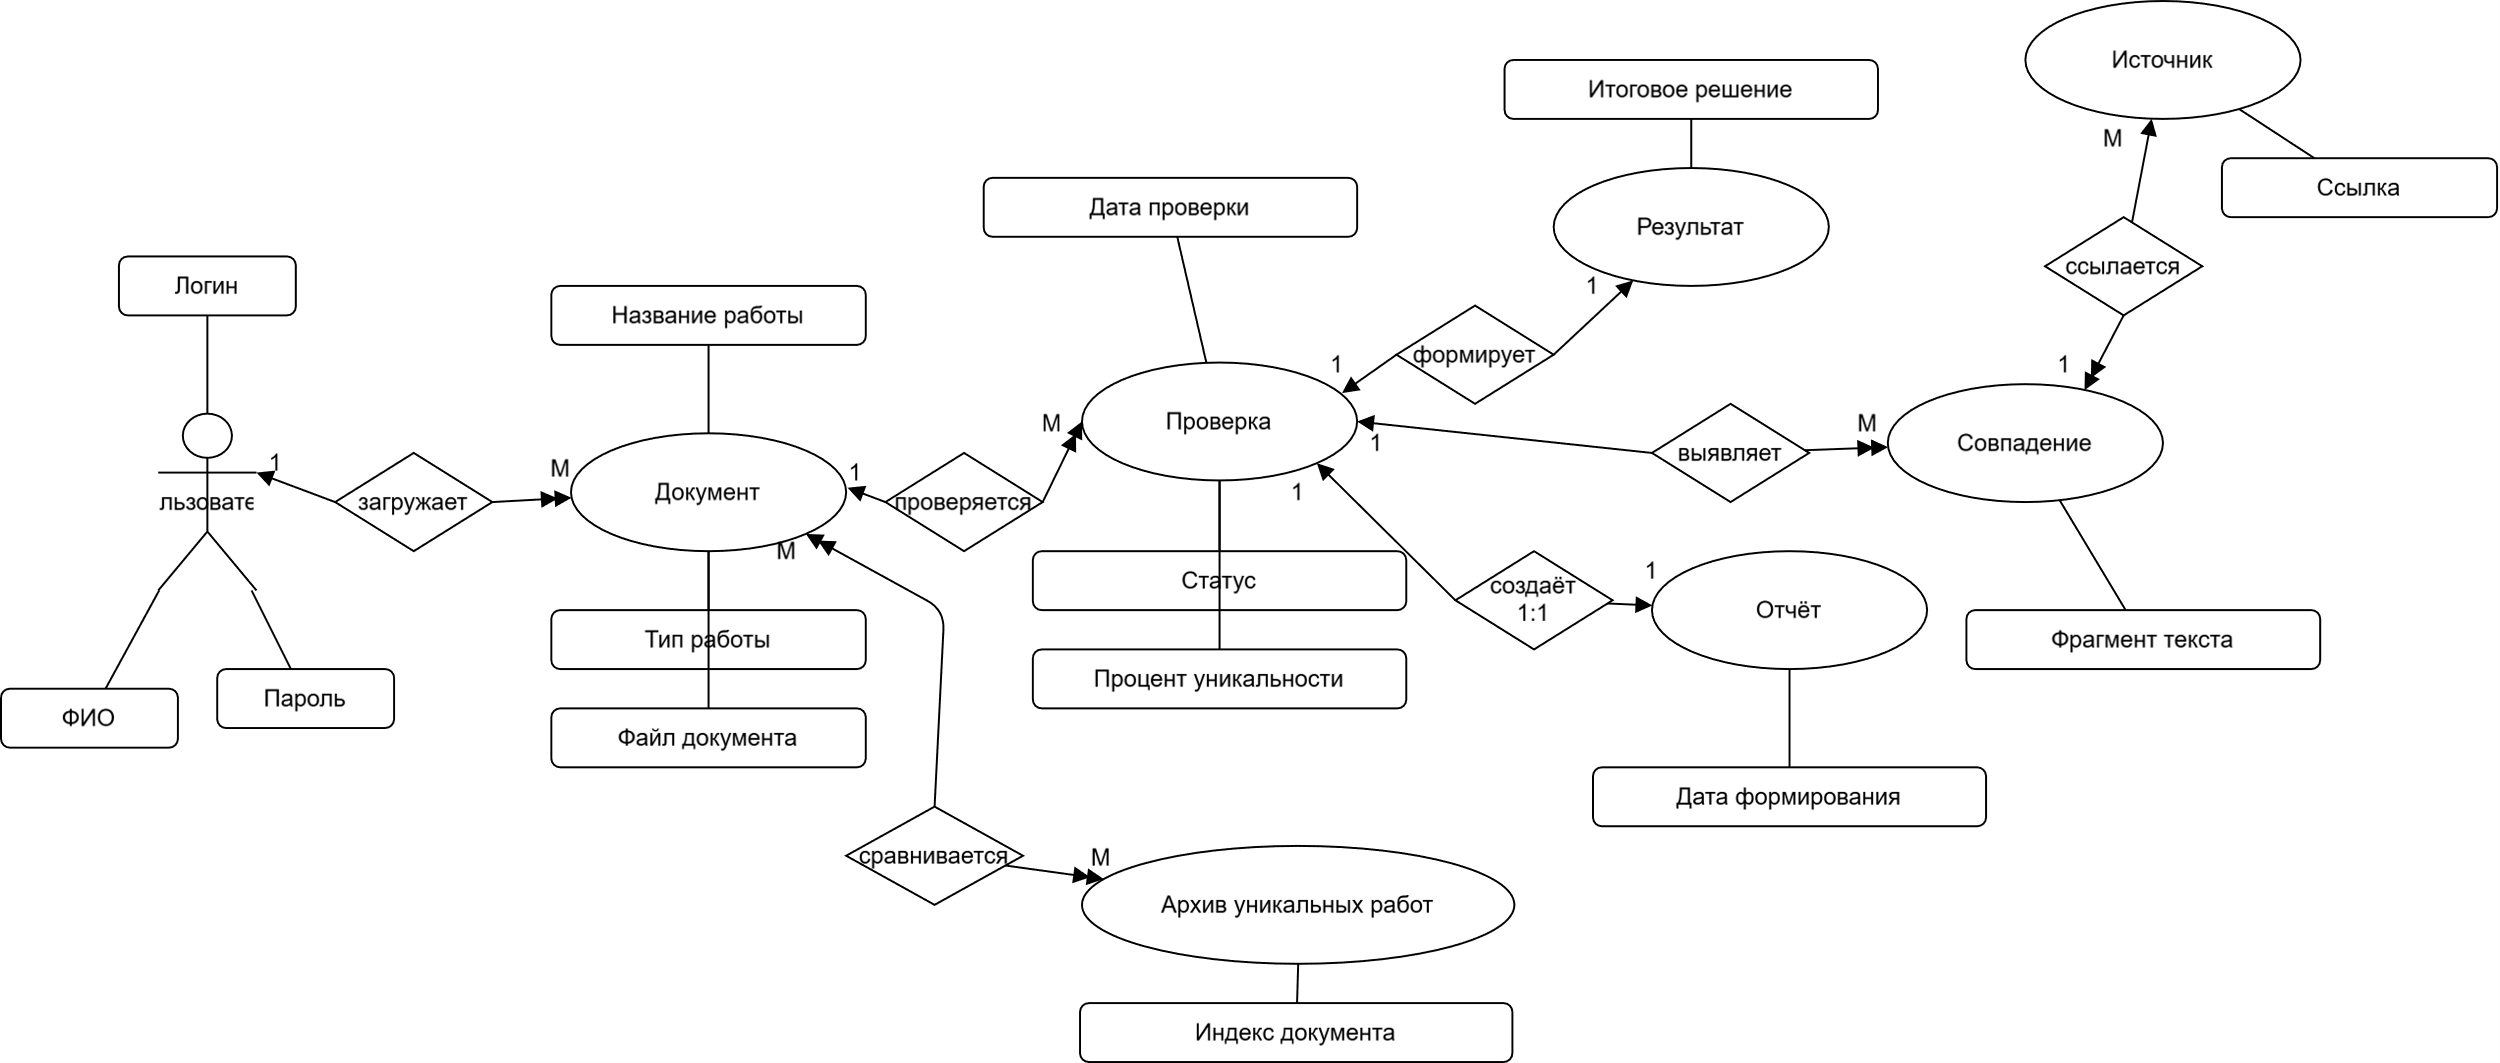 Источник
Итоговое решение
М
Ссылка
Дата проверки
Результат
ссылается
Логин
1
Название работы
формирует
1
1
Проверка
М
1
М
выявляет
Совпадение
1
загружает
М
Документ
1
проверяется
1
льзовате
М
Статус
создаёт
1:1
1
Отчёт
Тип работы
Фрагмент текста
Процент уникальности
Пароль
ФИО
Файл документа
Дата формирования
сравнивается
М
Архив уникальных работ
Индекс документа